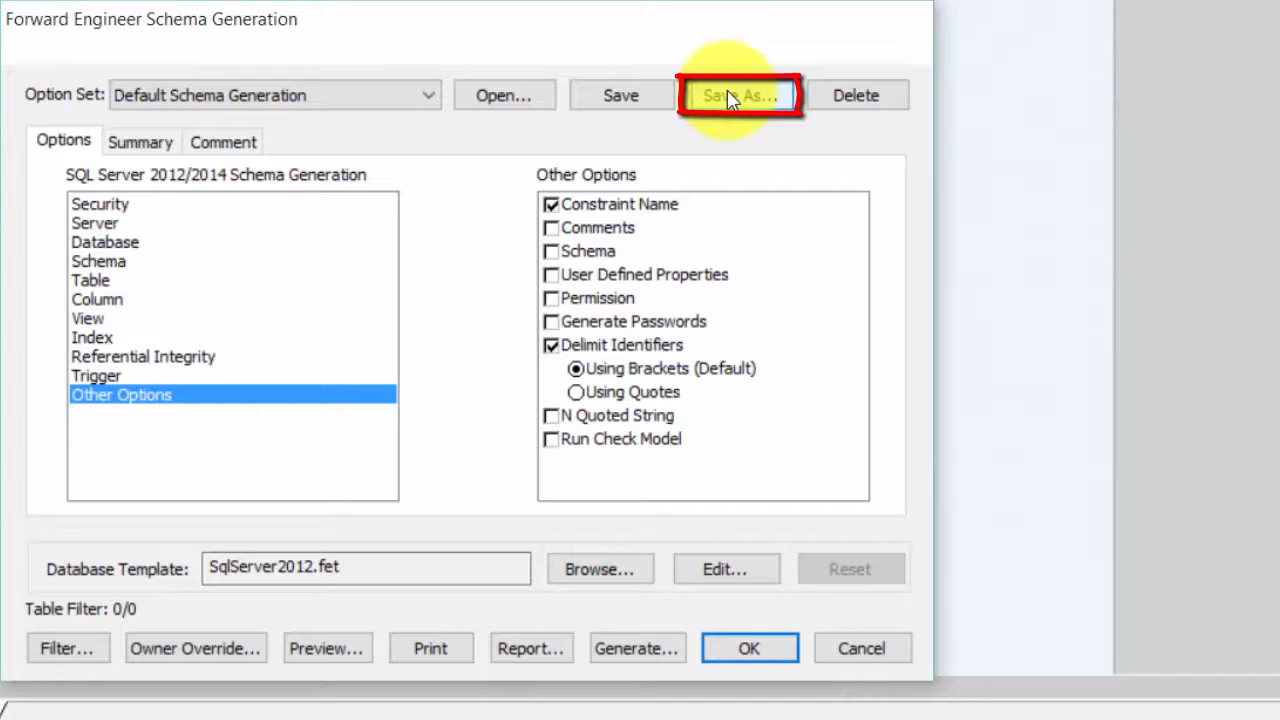 Forward Engineer Schema Generation
Option Set: Default Schema Generation Open... Save Save As... Delete
Options Summary Comment
SQL Server 2012/2014 Schema Generation
Security
Server
Database
Schema
Table
Column
View
Index
Referential Integrity
Trigger
Other Options
Other Options
Constraint Name
Comments
Schema
User Defined Properties
Permission
Generate Passwords
Delimit Identifiers
Using Brackets (Default)
Using Quotes
N Quoted String
Run Check Model
Database Template: SqlServer2012.fet Browse... Edit... Reset
Table Filter: 0/0
Filter... Owner Override... Preview... Print Report... Generate... OK Cancel